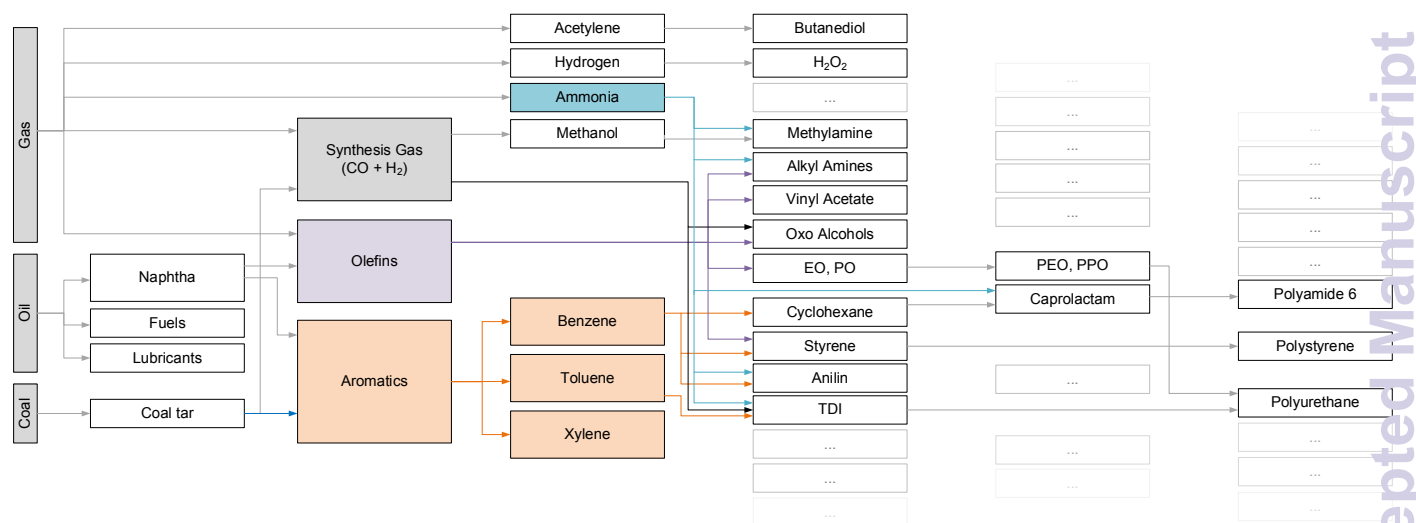 Gas
Oil
Coal
Naphtha
Fuels
Lubricants
Coal tar
Synthesis Gas
(CO + H₂)
Olefins
Aromatics
Acetylene
Hydrogen
Ammonia
Methanol
Benzene
Toluene
Xylene
Butanediol
H₂O₂
...
Methylamine
Alkyl Amines
Vinyl Acetate
Oxo Alcohols
EO, PO
Cyclohexane
Styrene
Anilin
TDI
...
...
...
...
...
...
...
...
PEO, PPO
Caprolactam
...
...
...
...
...
...
...
...
Polyamide 6
Polystyrene
Polyurethane
...
...
...
epted Manuscript